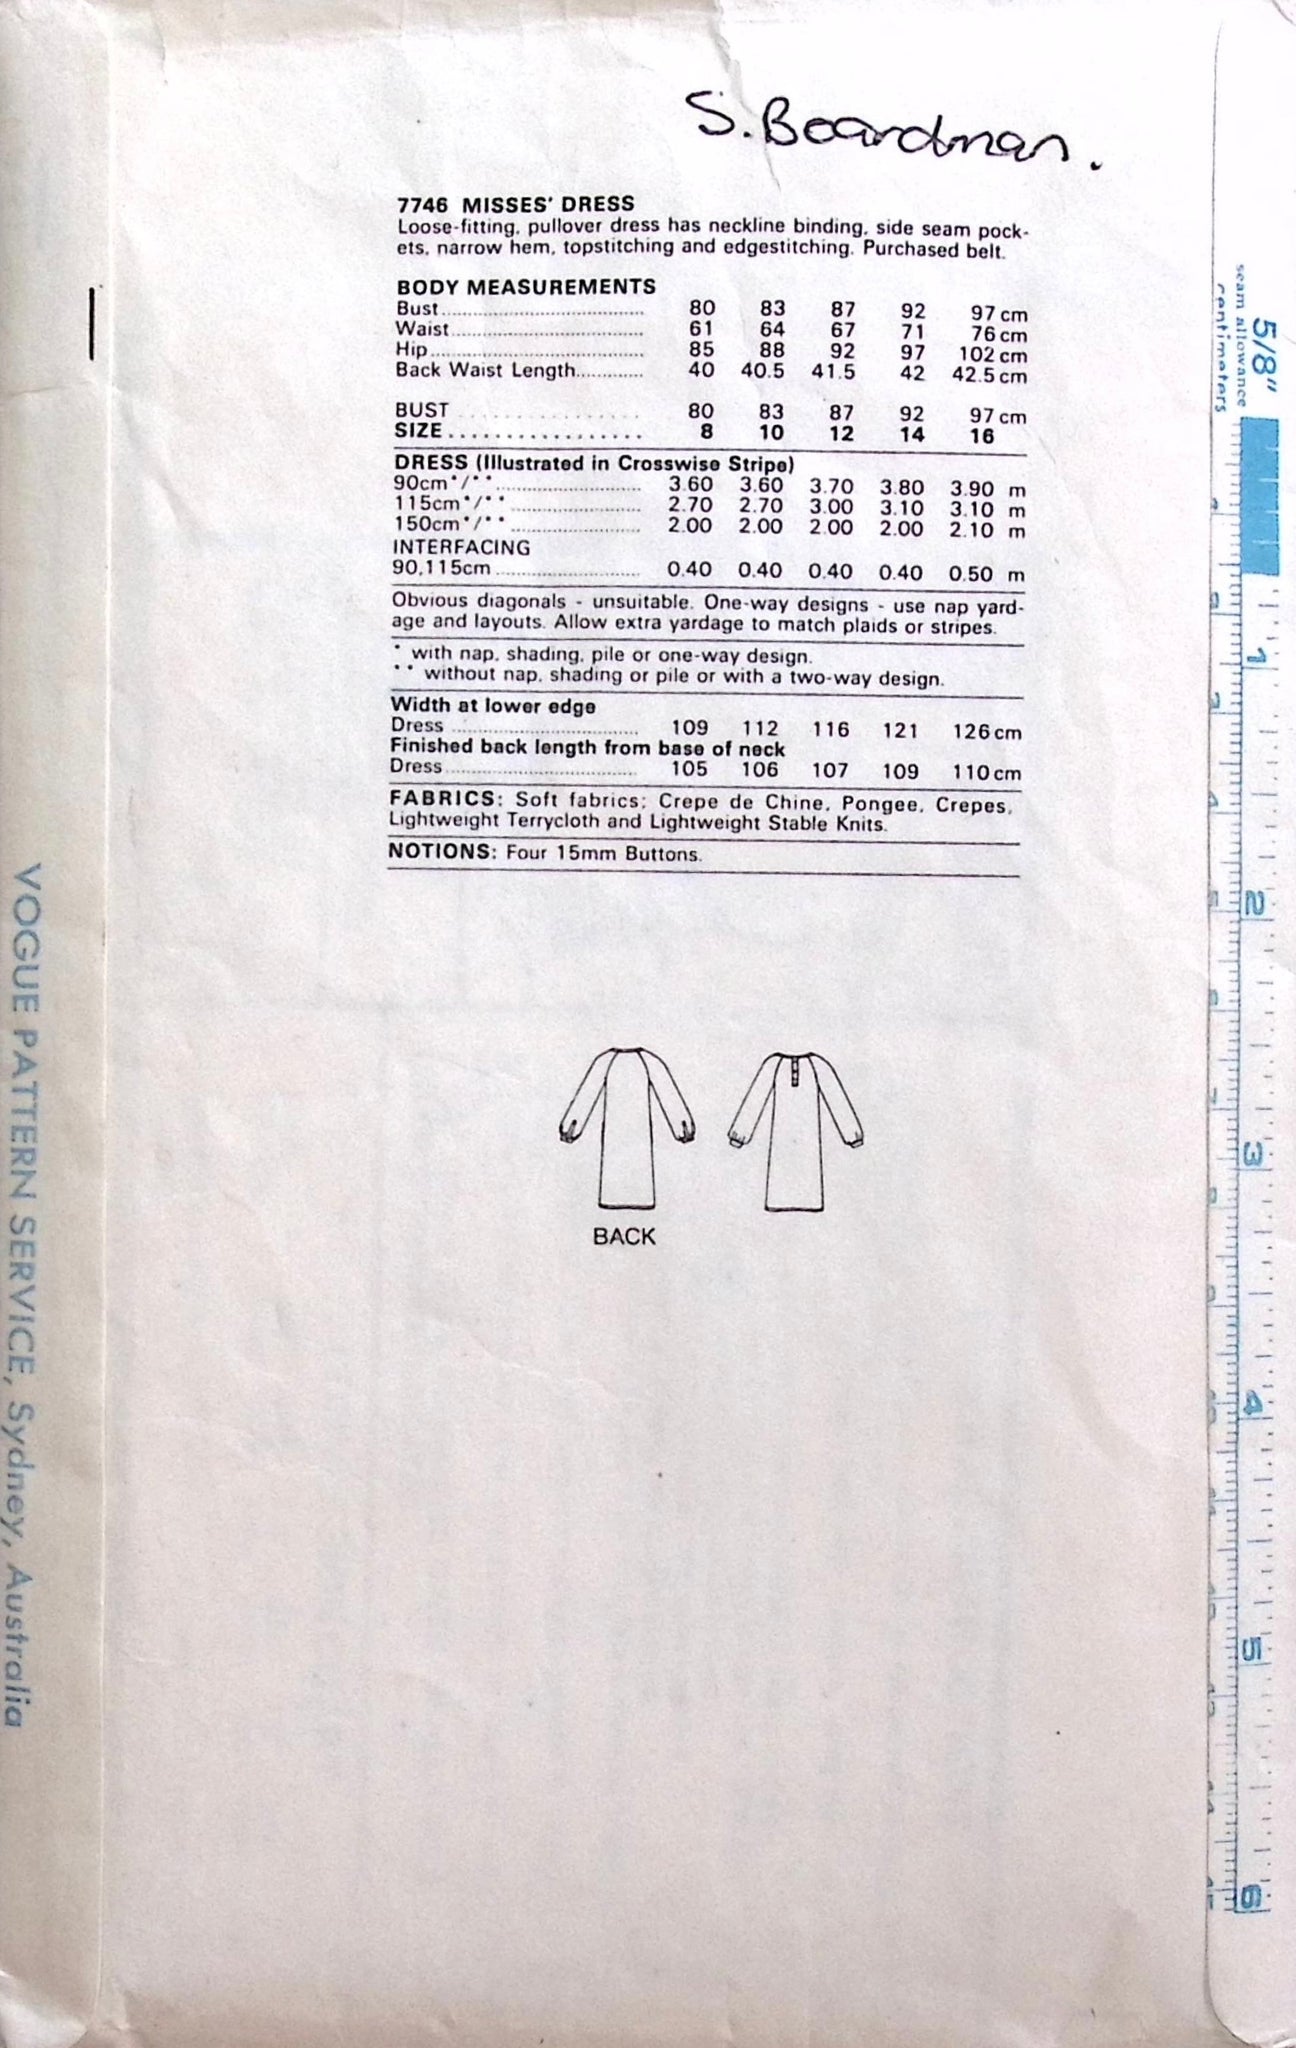 S. Boardman.
7746 MISSES' DRESS
Loose-fitting, pullover dress has neckline binding, side seam pock-
ets, narrow hem, topstitching and edgestitching. Purchased belt.
BODY MEASUREMENTS
Bust 80 83 87 92 97 cm
Waist 61 64 67 71 76 cm
Hip 85 88 92 97 102 cm
Back Waist Length 40 40.5 41.5 42 42.5 cm
BUST 80 83 87 92 97 cm
SIZE 8 10 12 14 16
DRESS (Illustrated in Crosswise Stripe)
90cm*/** 3.60 3.60 3.70 3.80 3.90 m
115cm*/** 2.70 2.70 3.00 3.10 3.10 m
150cm*/** 2.00 2.00 2.00 2.00 2.10 m
INTERFACING
90,115cm 0.40 0.40 0.40 0.40 0.50 m
Obvious diagonals - unsuitable. One-way designs - use nap yard-
age and layouts. Allow extra yardage to match plaids or stripes.
* with nap, shading, pile or one-way design.
** without nap, shading or pile or with a two-way design.
Width at lower edge
Dress 109 112 116 121 126 cm
Finished back length from base of neck
Dress 105 106 107 109 110 cm
FABRICS: Soft fabrics; Crepe de Chine, Pongee, Crepes,
Lightweight Terrycloth and Lightweight Stable Knits.
NOTIONS: Four 15mm Buttons.
BACK
VOGUE PATTERN SERVICE, Sydney, Australia
5/8"
seam allowance
centimeters
1
2
3
4
5
6